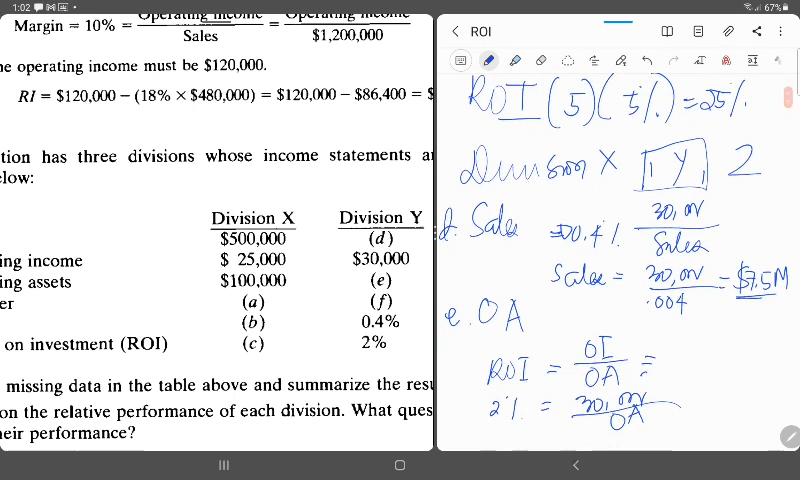 1:02
67%
Margin = 10% = Operating income = Operating income
Sales $1,200,000
he operating income must be $120,000.
RI = $120,000 – (18% × $480,000) = $120,000 – $86,400 = $
tion has three divisions whose income statements a
elow:
Division X Division Y
$500,000 (d)
ing income $ 25,000 $30,000
ing assets $100,000 (e)
er (a) (f)
(b) 0.4%
on investment (ROI) (c) 2%
missing data in the table above and summarize the res
on the relative performance of each division. What ques
heir performance?
ROI
ROI (5)(5%) = 25%
Division X Y Z
d. Sales = 0.4% 30,000
Sales
Sales = 30,000 = $7.5M
.004
e. OA
ROI = OI =
OA
2% = 30,000
OA